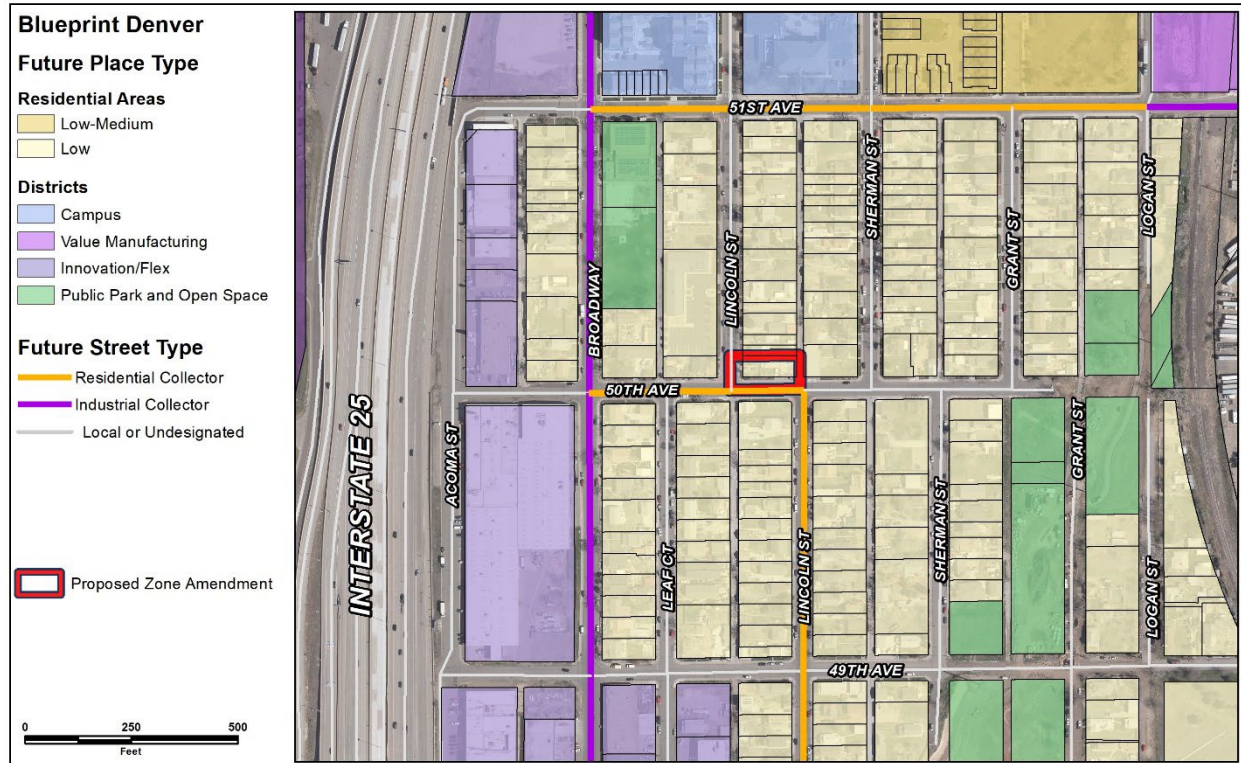 Blueprint Denver
Future Place Type
Residential Areas
Low-Medium
Low
Districts
Campus
Value Manufacturing
Innovation/Flex
Public Park and Open Space
Future Street Type
Residential Collector
Industrial Collector
Local or Undesignated
Proposed Zone Amendment
0 250 500
Feet
51ST AVE
BROADWAY
LINCOLN ST
SHERMAN ST
GRANT ST
LOGAN ST
50TH AVE
INTERSTATE 25
ACOMA ST
LEAF CT
LINCOLN ST
SHERMAN ST
GRANT ST
LOGAN ST
49TH AVE